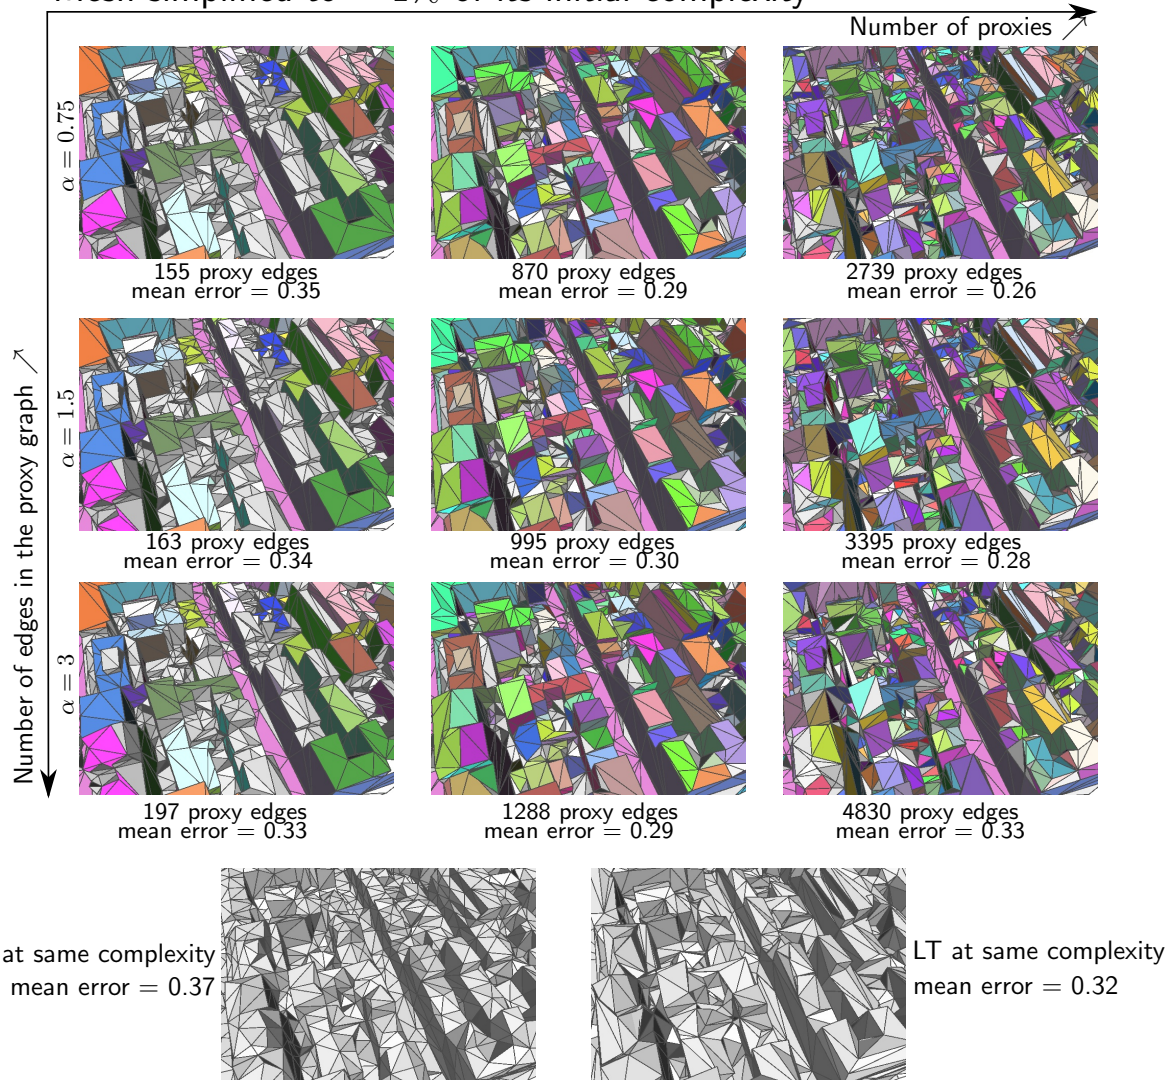 Number of proxies ↗
α = 0.75
155 proxy edges
mean error = 0.35
870 proxy edges
mean error = 0.29
2739 proxy edges
mean error = 0.26
Number of edges in the proxy graph ↗
α = 1.5
163 proxy edges
mean error = 0.34
995 proxy edges
mean error = 0.30
3395 proxy edges
mean error = 0.28
α = 3
197 proxy edges
mean error = 0.33
1288 proxy edges
mean error = 0.29
4830 proxy edges
mean error = 0.33
at same complexity
mean error = 0.37
LT at same complexity
mean error = 0.32